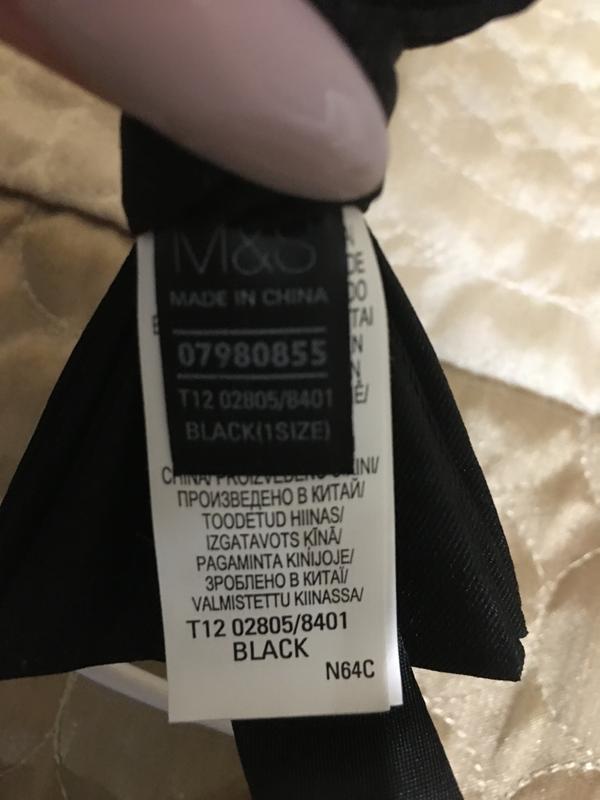 M&S
MADE IN CHINA
07980855
T12 02805/8401
BLACK(1SIZE)
CHINA/ PROIZVEDENO
ПРОИЗВЕДЕНО В КИТАЙ/
TOODETUD HIINAS/
IZGATAVOTS ĶĪNĀ/
PAGAMINTA KINIJOJE/
ЗРОБЛЕНО В КИТАЇ/
VALMISTETTU KIINASSA/
T12 02805/8401
BLACK
N64C